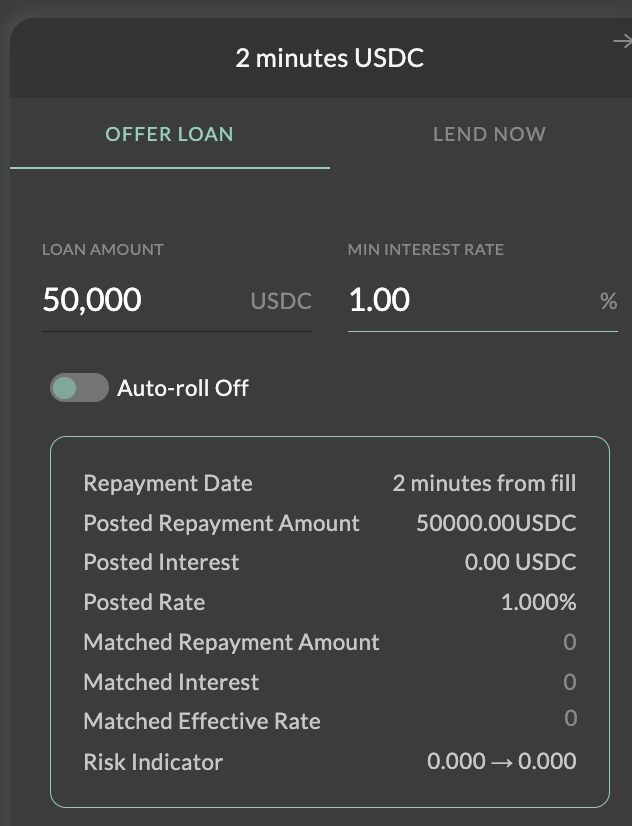 2 minutes USDC
OFFER LOAN LEND NOW
LOAN AMOUNT MIN INTEREST RATE
50,000 USDC 1.00 %
Auto-roll Off
Repayment Date 2 minutes from fill
Posted Repayment Amount 50000.00USDC
Posted Interest 0.00 USDC
Posted Rate 1.000%
Matched Repayment Amount 0
Matched Interest 0
Matched Effective Rate 0
Risk Indicator 0.000 → 0.000